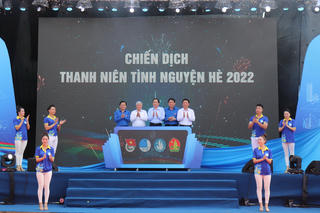 CHIẾN DỊCH
THANH NIÊN TÌNH NGUYỆN HÈ 2022